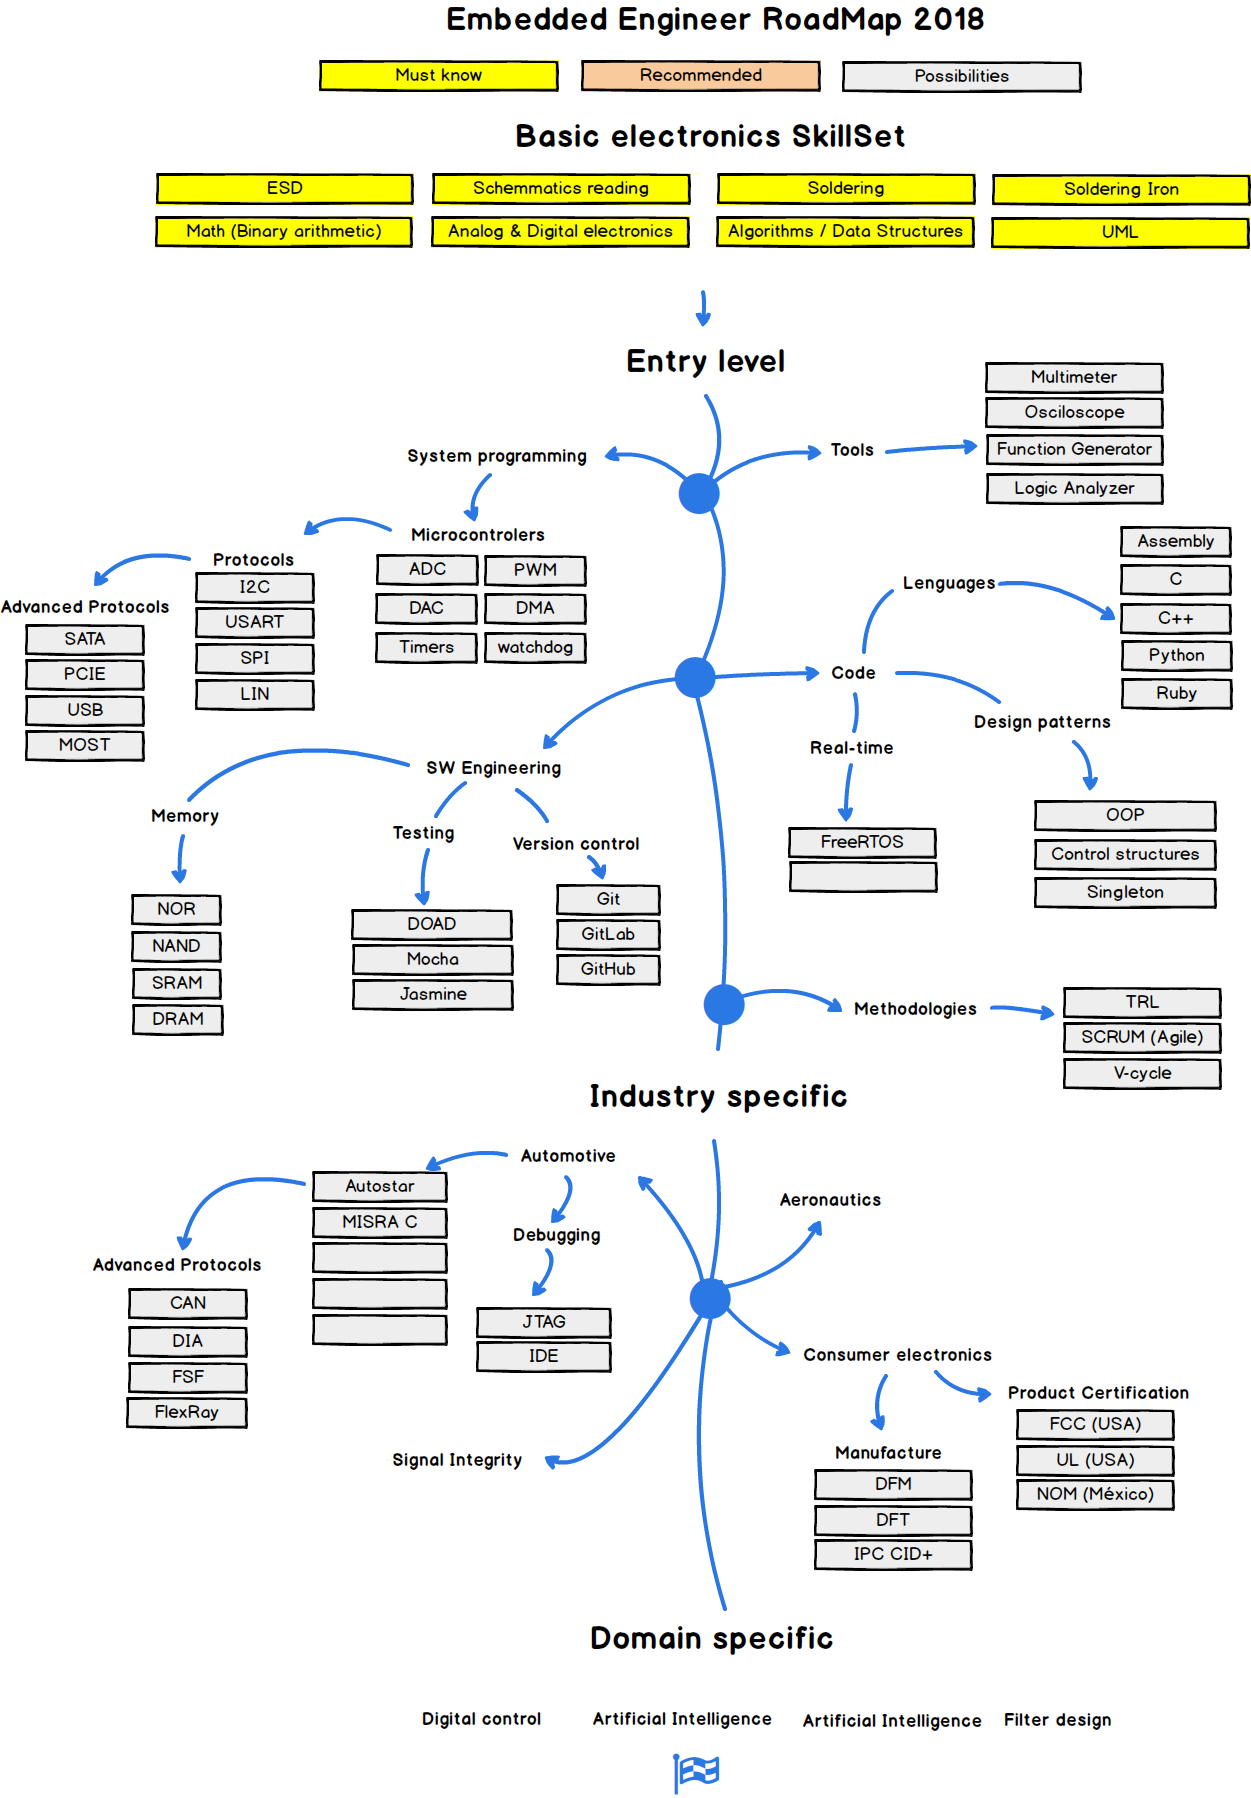 Embedded Engineer RoadMap 2018
Must know
Recommended
Possibilities
Basic electronics SkillSet
ESD
Schemmatics reading
Soldering
Soldering Iron
Math (Binary arithmetic)
Analog & Digital electronics
Algorithms / Data Structures
UML
Entry level
Tools
Multimeter
Osciloscope
Function Generator
Logic Analyzer
System programming
Microcontrolers
ADC
PWM
DAC
DMA
Timers
watchdog
Protocols
I2C
USART
SPI
LIN
Advanced Protocols
SATA
PCIE
USB
MOST
Code
Lenguages
Assembly
C
C++
Python
Ruby
Design patterns
OOP
Control structures
Singleton
Real-time
FreeRTOS
SW Engineering
Memory
NOR
NAND
SRAM
DRAM
Testing
DOAD
Mocha
Jasmine
Version control
Git
GitLab
GitHub
Methodologies
TRL
SCRUM (Agile)
V-cycle
Industry specific
Automotive
Autostar
MISRA C
Advanced Protocols
CAN
DIA
FSF
FlexRay
Debugging
JTAG
IDE
Aeronautics
Consumer electronics
Product Certification
FCC (USA)
UL (USA)
NOM (México)
Manufacture
DFM
DFT
IPC CID+
Signal Integrity
Domain specific
Digital control
Artificial Intelligence
Artificial Intelligence
Filter design